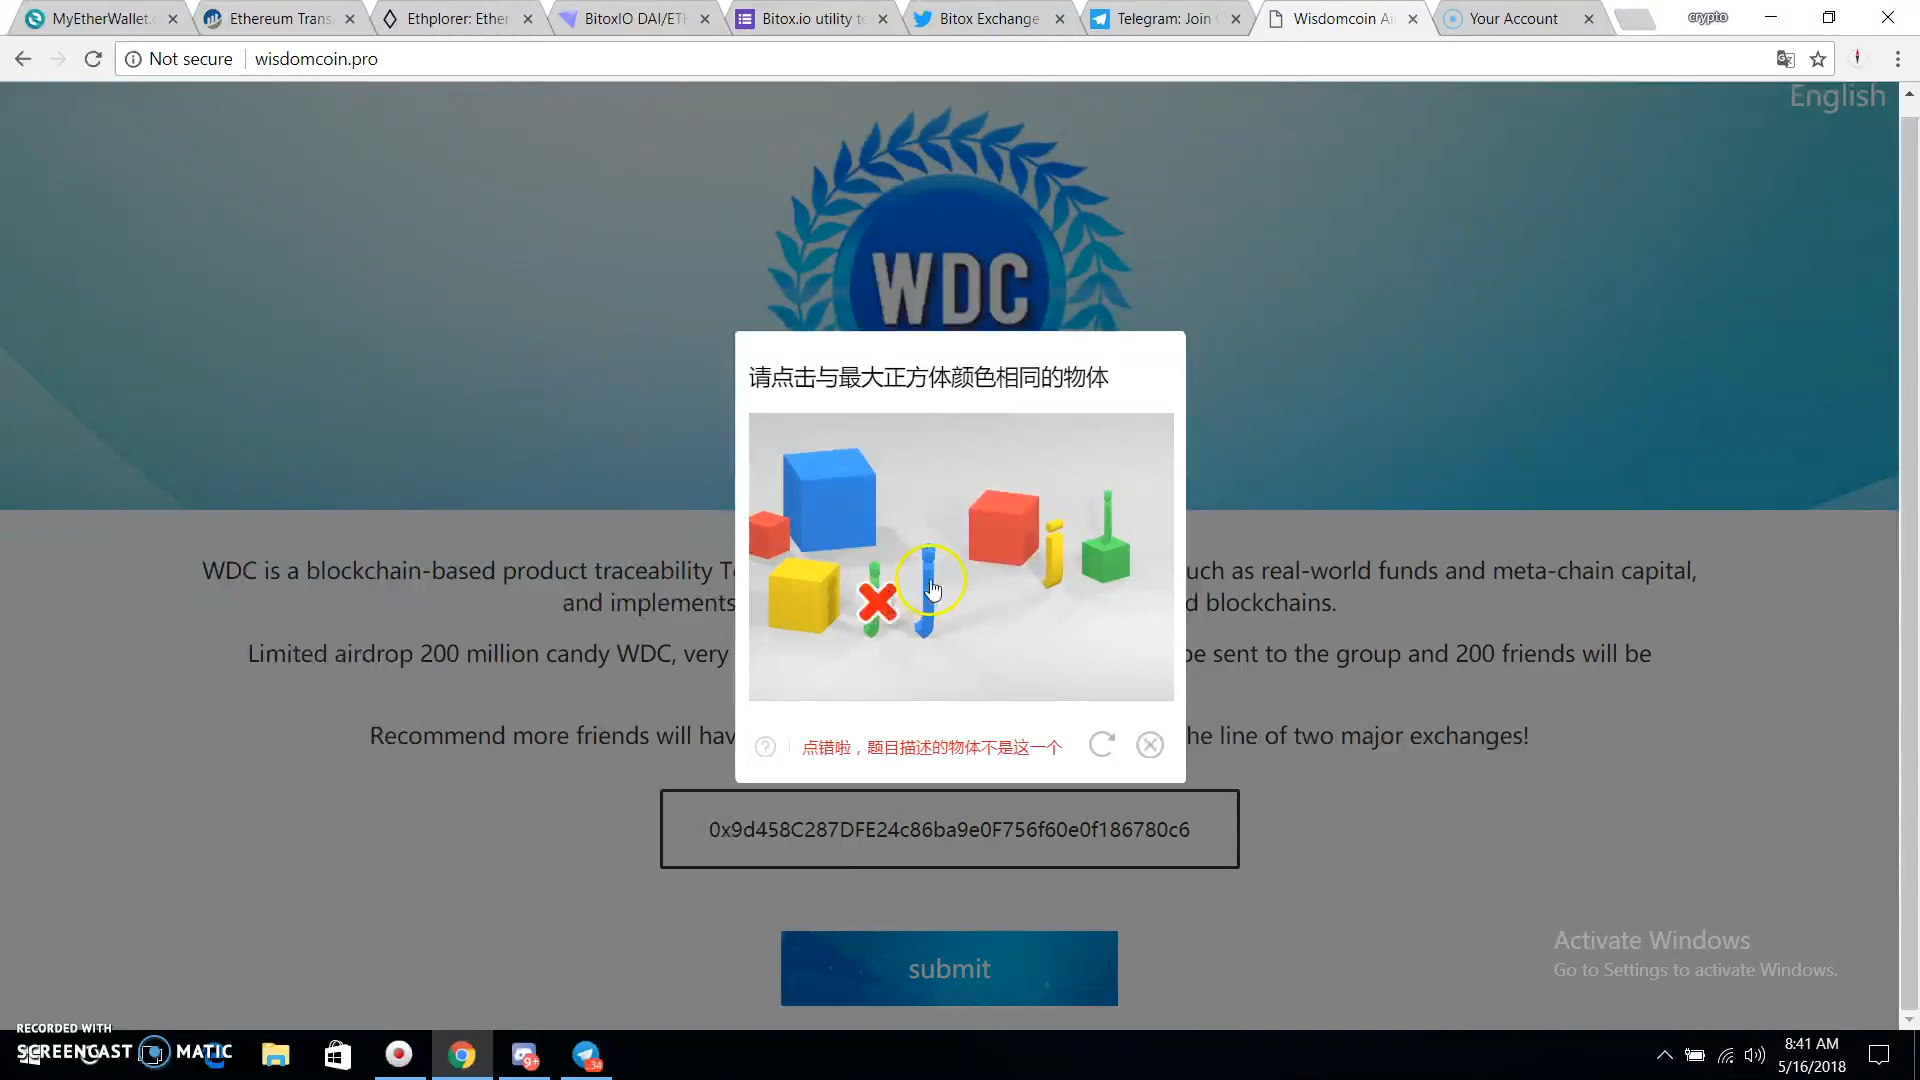 MyEtherWallet.
Ethereum Trans
Ethplorer: Ether
BitoxIO DAI/ETH
Bitox.io utility to
Bitox Exchange
Telegram: Join
Wisdomcoin Ai
Your Account
crypto
Not secure
wisdomcoin.pro
English
WDC
请点击与最大正方体颜色相同的物体
WDC is a blockchain-based product traceability T
uch as real-world funds and meta-chain capital,
and implements
d blockchains.
Limited airdrop 200 million candy WDC, very
be sent to the group and 200 friends will be
Recommend more friends will hav
he line of two major exchanges!
点错啦，题目描述的物体不是这一个
0x9d458C287DFE24c86ba9e0F756f60e0f186780c6
submit
Activate Windows
Go to Settings to activate Windows.
RECORDED WITH
SCREENCAST MATIC
9+
34
8:41 AM
5/16/2018